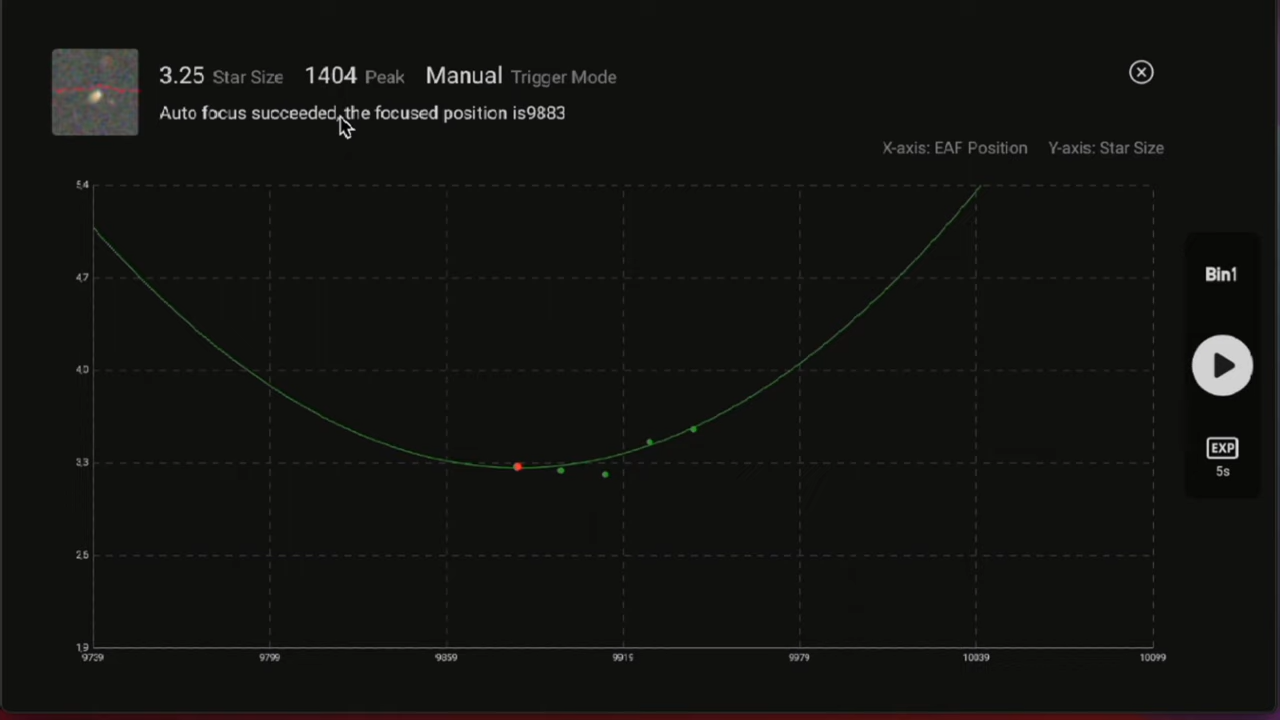 3.25 Star Size 1404 Peak Manual Trigger Mode
Auto focus succeeded, the focused position is9883
X-axis: EAF Position Y-axis: Star Size
5,4
4,7
Bin1
4,0
3,3
EXP
5s
2,6
1,9
9739 9799 9859 9919 9979 10039 10099